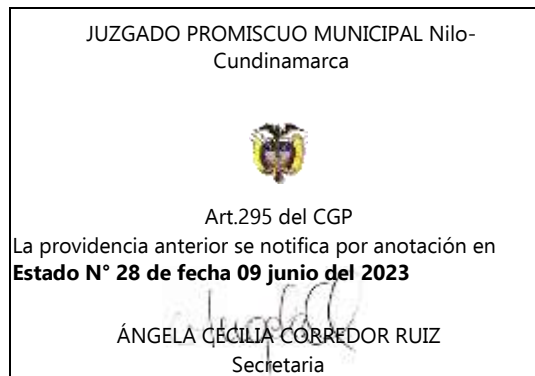 JUZGADO PROMISCUO MUNICIPAL Nilo-
Cundinamarca
Art.295 del CGP
La providencia anterior se notifica por anotación en
Estado N° 28 de fecha 09 junio del 2023
ÁNGELA CECILIA CORREDOR RUIZ
Secretaria